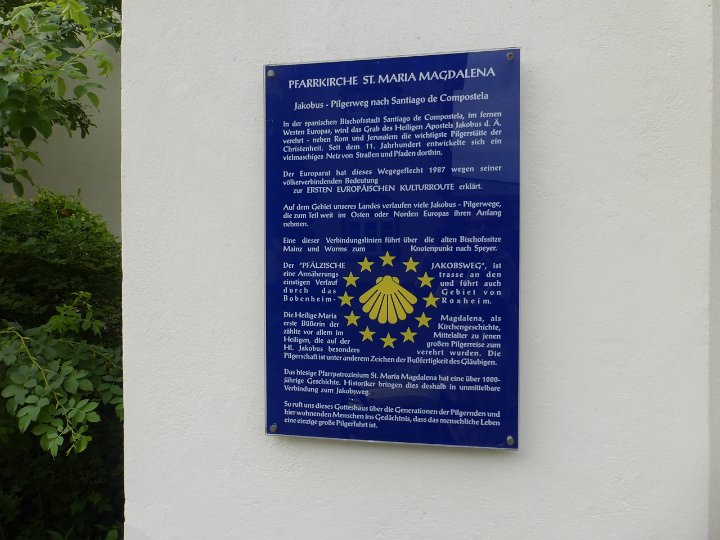 PFARRKIRCHE ST. MARIA MAGDALENA
Jakobus - Pilgerweg nach Santiago de Compostela
In der spanischen Bischofsstadt Santiago de Compostela, im fernen
Westen Europas, wird das Grab des Heiligen Apostels Jakobus d. Ä.
verehrt - neben Rom und Jerusalem die wichtigste Pilgerstätte der
Christenheit. Seit dem 11. Jahrhundert entwickelte sich ein
vielmaschiges Netz von Straßen und Pfaden dorthin.
Der Europarat hat dieses Wegegeflecht 1987 wegen seiner
völkerverbindenden Bedeutung
zur ERSTEN EUROPÄISCHEN KULTURROUTE erklärt.
Auf dem Gebiet unseres Landes verlaufen viele Jakobus - Pilgerwege,
die zum Teil weit im Osten oder Norden Europas ihren Anfang
nehmen.
Eine dieser Verbindungslinien führt über die alten Bischofssitze
Mainz und Worms zum Knotenpunkt nach Speyer.
Der "PFÄLZISCHE JAKOBSWEG", ist
eine Annäherungs trasse an den
einstigen Verlauf und führt auch
durch das Gebiet von
Bobenheim- Roxheim.
Die Heilige Maria Magdalena, als
erste Büßerin der Kirchengeschichte,
zählte vor allem im Mittelalter zu jenen
Heiligen, die auf der großen Pilgerreise zum
Hl. Jakobus besonders verehrt wurden. Die
Pilgerschaft ist unter anderem Zeichen der Bußfertigkeit des Gläubigen.
Das hiesige Pfarrpatrozinium St. Maria Magdalena hat eine über 1000-
jährige Geschichte. Historiker bringen dies deshalb in unmittelbare
Verbindung zum Jakobsweg.
So ruft uns dieses Gotteshaus über die Generationen der Pilgernden und
hier wohnenden Menschen ins Gedächtnis, dass das menschliche Leben
eine einzige große Pilgerfahrt ist.